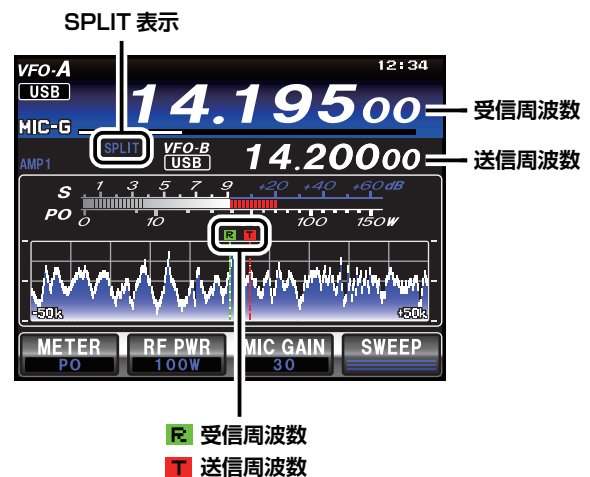 SPLIT 表示
VFO-A
12:34
USB
14.19500
受信周波数
MIC-G
SPLIT
VFO-B
AMP1
USB
14.20000
送信周波数
S 1 3 5 7 9 +20 +40 +60dB
PO 0 10 100 150W
R T
-50k +50k
METER RF PWR MIC GAIN SWEEP
PO 100W 30
R 受信周波数
T 送信周波数